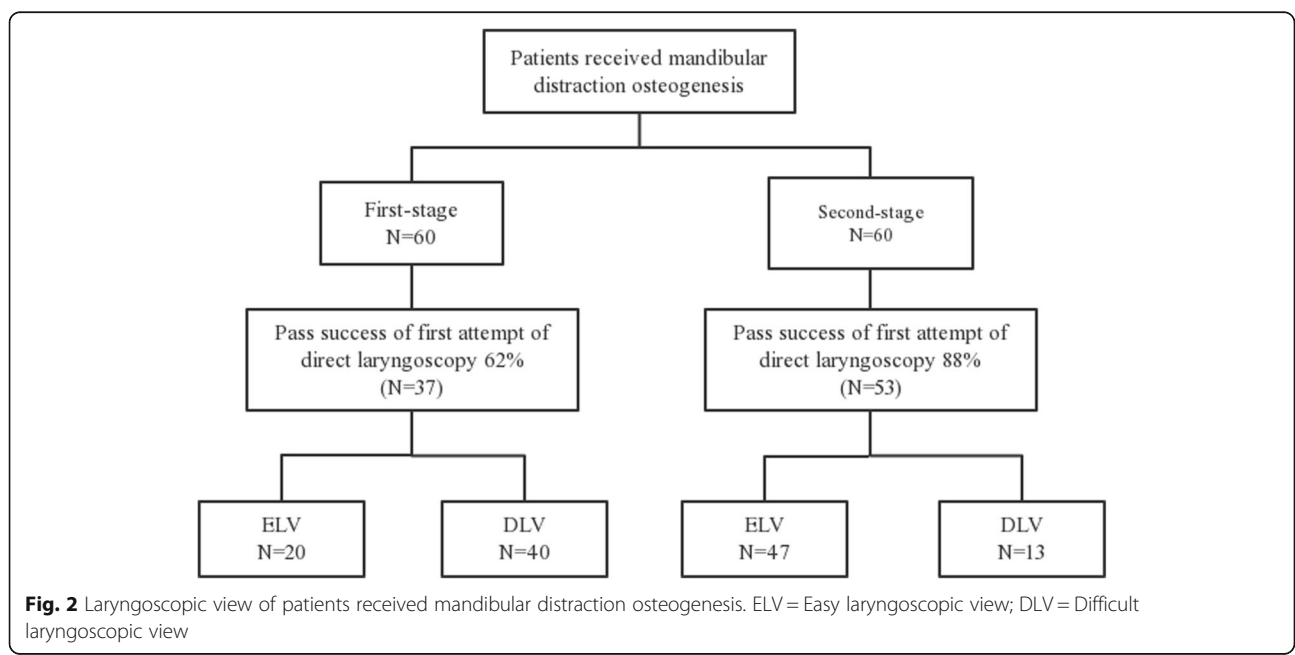 Patients received mandibular
distraction osteogenesis
First-stage
N=60
Second-stage
N=60
Pass success of first attempt of
direct laryngoscopy 62%
(N=37)
Pass success of first attempt of
direct laryngoscopy 88%
(N=53)
ELV
N=20
DLV
N=40
ELV
N=47
DLV
N=13
Fig. 2 Laryngoscopic view of patients received mandibular distraction osteogenesis. ELV = Easy laryngoscopic view; DLV = Difficult
laryngoscopic view